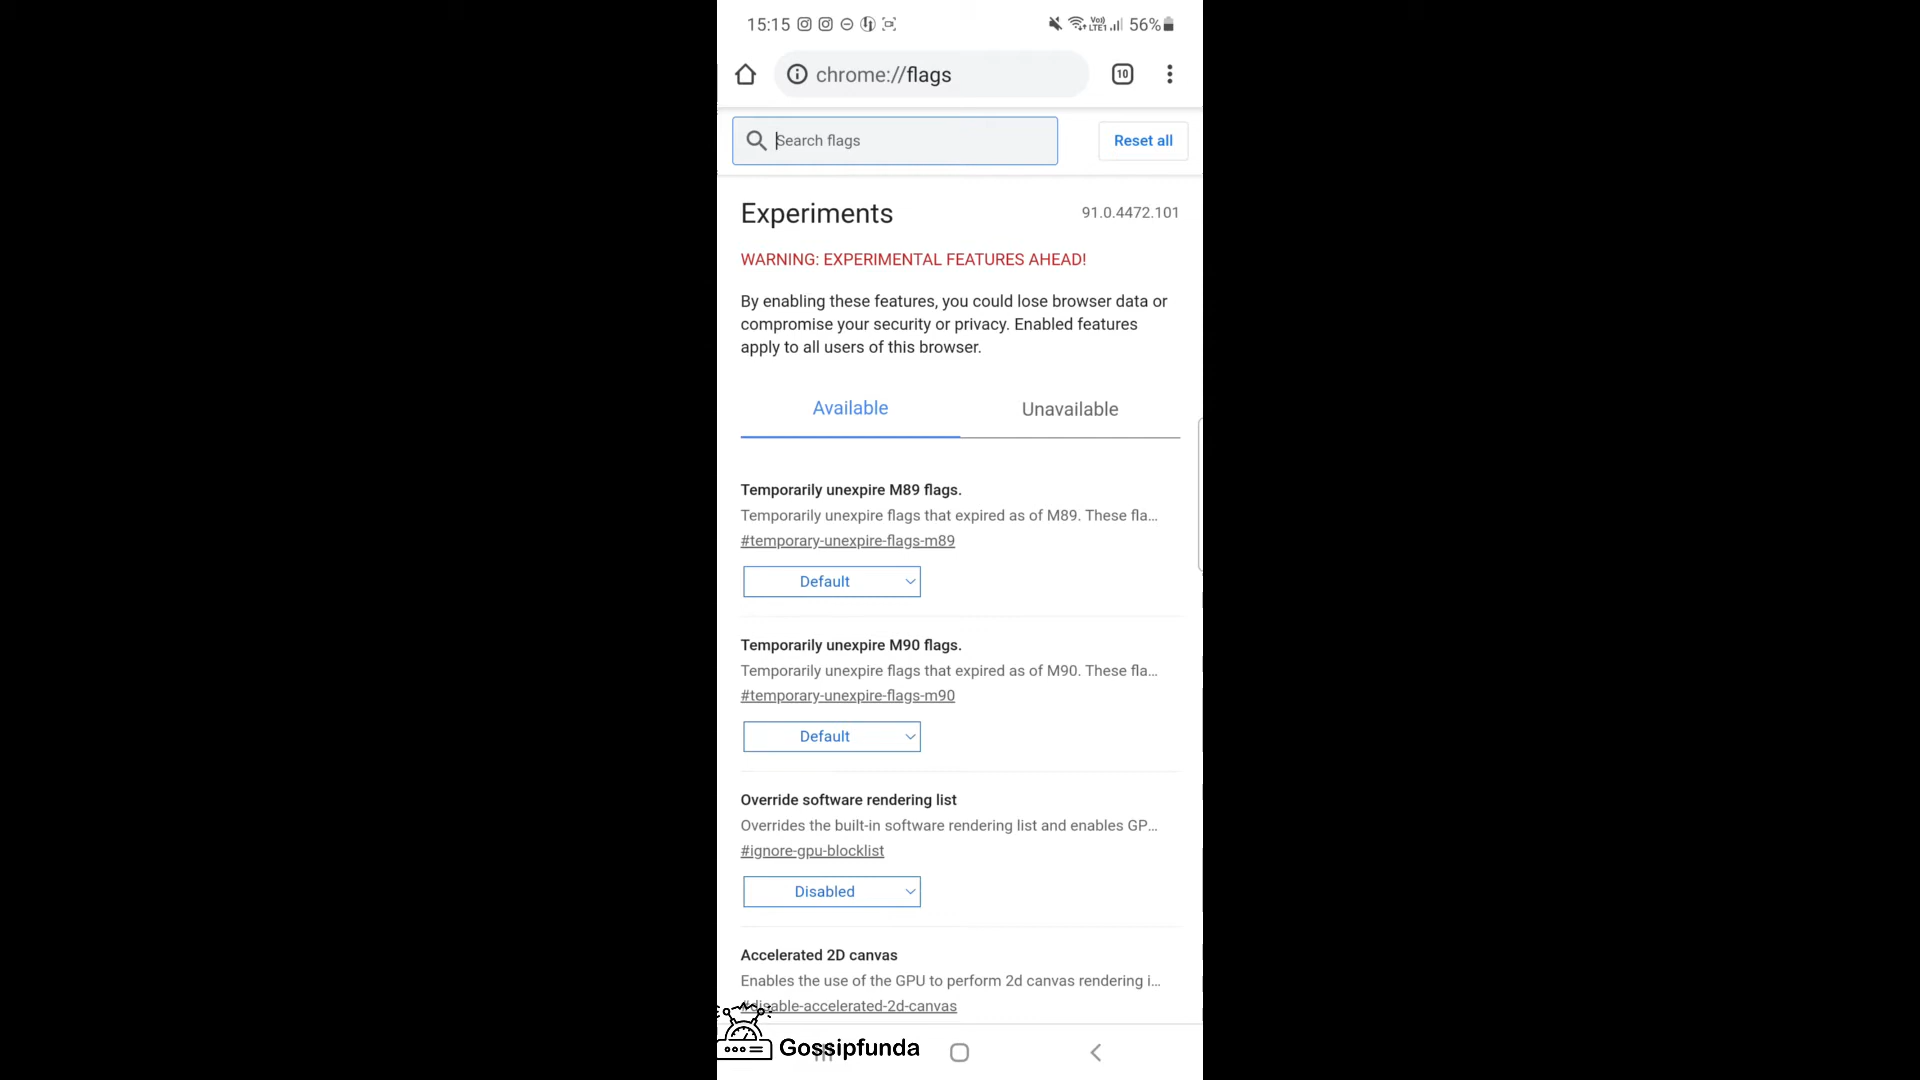 15:15 56%
chrome://flags 10
Search flags Reset all
Experiments 91.0.4472.101
WARNING: EXPERIMENTAL FEATURES AHEAD!
By enabling these features, you could lose browser data or
compromise your security or privacy. Enabled features
apply to all users of this browser.
Available Unavailable
Temporarily unexpire M89 flags.
Temporarily unexpire flags that expired as of M89. These fla...
#temporary-unexpire-flags-m89
Default
Temporarily unexpire M90 flags.
Temporarily unexpire flags that expired as of M90. These fla...
#temporary-unexpire-flags-m90
Default
Override software rendering list
Overrides the built-in software rendering list and enables GP...
#ignore-gpu-blocklist
Disabled
Accelerated 2D canvas
Enables the use of the GPU to perform 2d canvas rendering i...
#disable-accelerated-2d-canvas
Gossipfunda